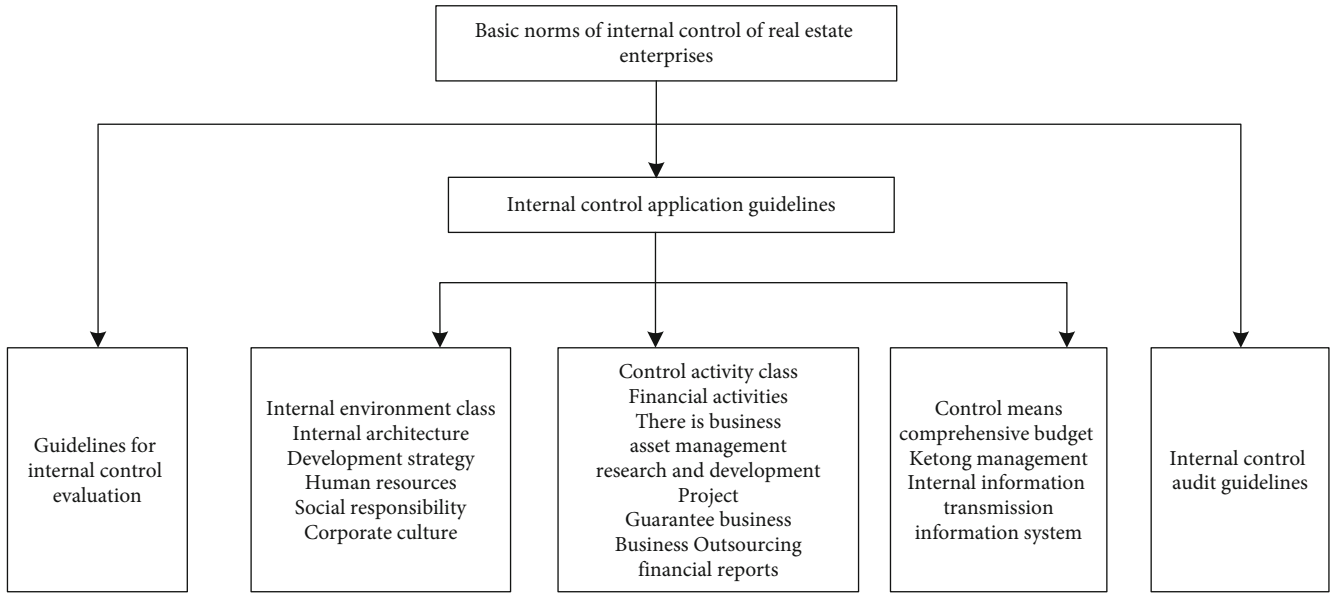 Basic norms of internal control of real estate
enterprises
Internal control application guidelines
Guidelines for
internal control
evaluation
Internal environment class
Internal architecture
Development strategy
Human resources
Social responsibility
Corporate culture
Control activity class
Financial activities
There is business
asset management
research and development
Project
Guarantee business
Business Outsourcing
financial reports
Control means
comprehensive budget
Ketong management
Internal information
transmission
information system
Internal control
audit guidelines